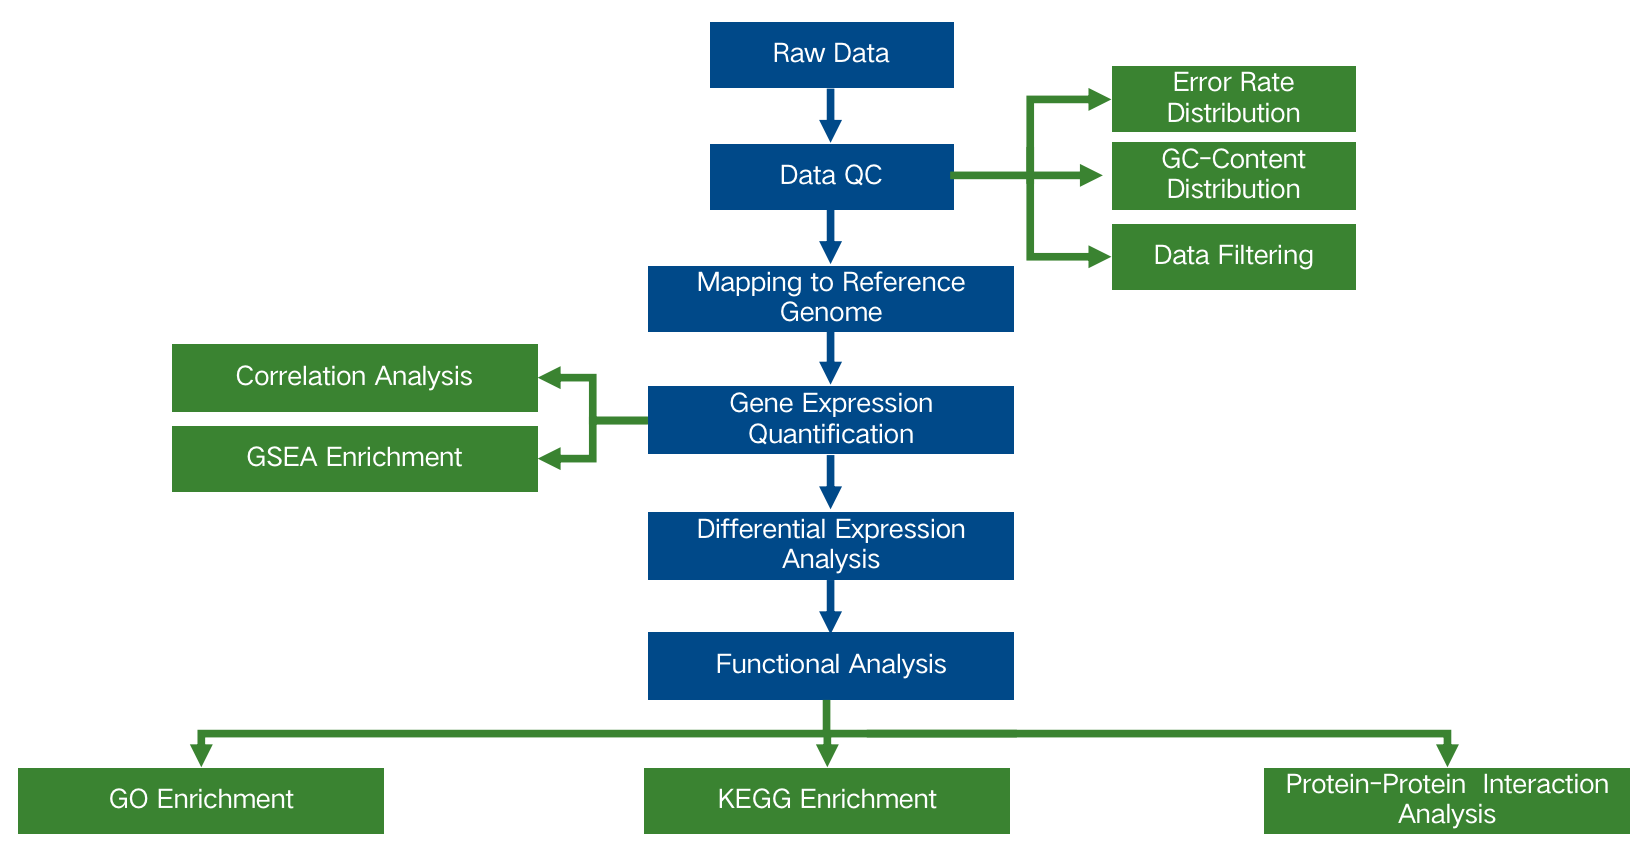 Raw Data
Error Rate
Distribution
Data QC
GC-Content
Distribution
Data Filtering
Mapping to Reference
Genome
Correlation Analysis
Gene Expression
Quantification
GSEA Enrichment
Differential Expression
Analysis
Functional Analysis
GO Enrichment
KEGG Enrichment
Protein-Protein Interaction
Analysis